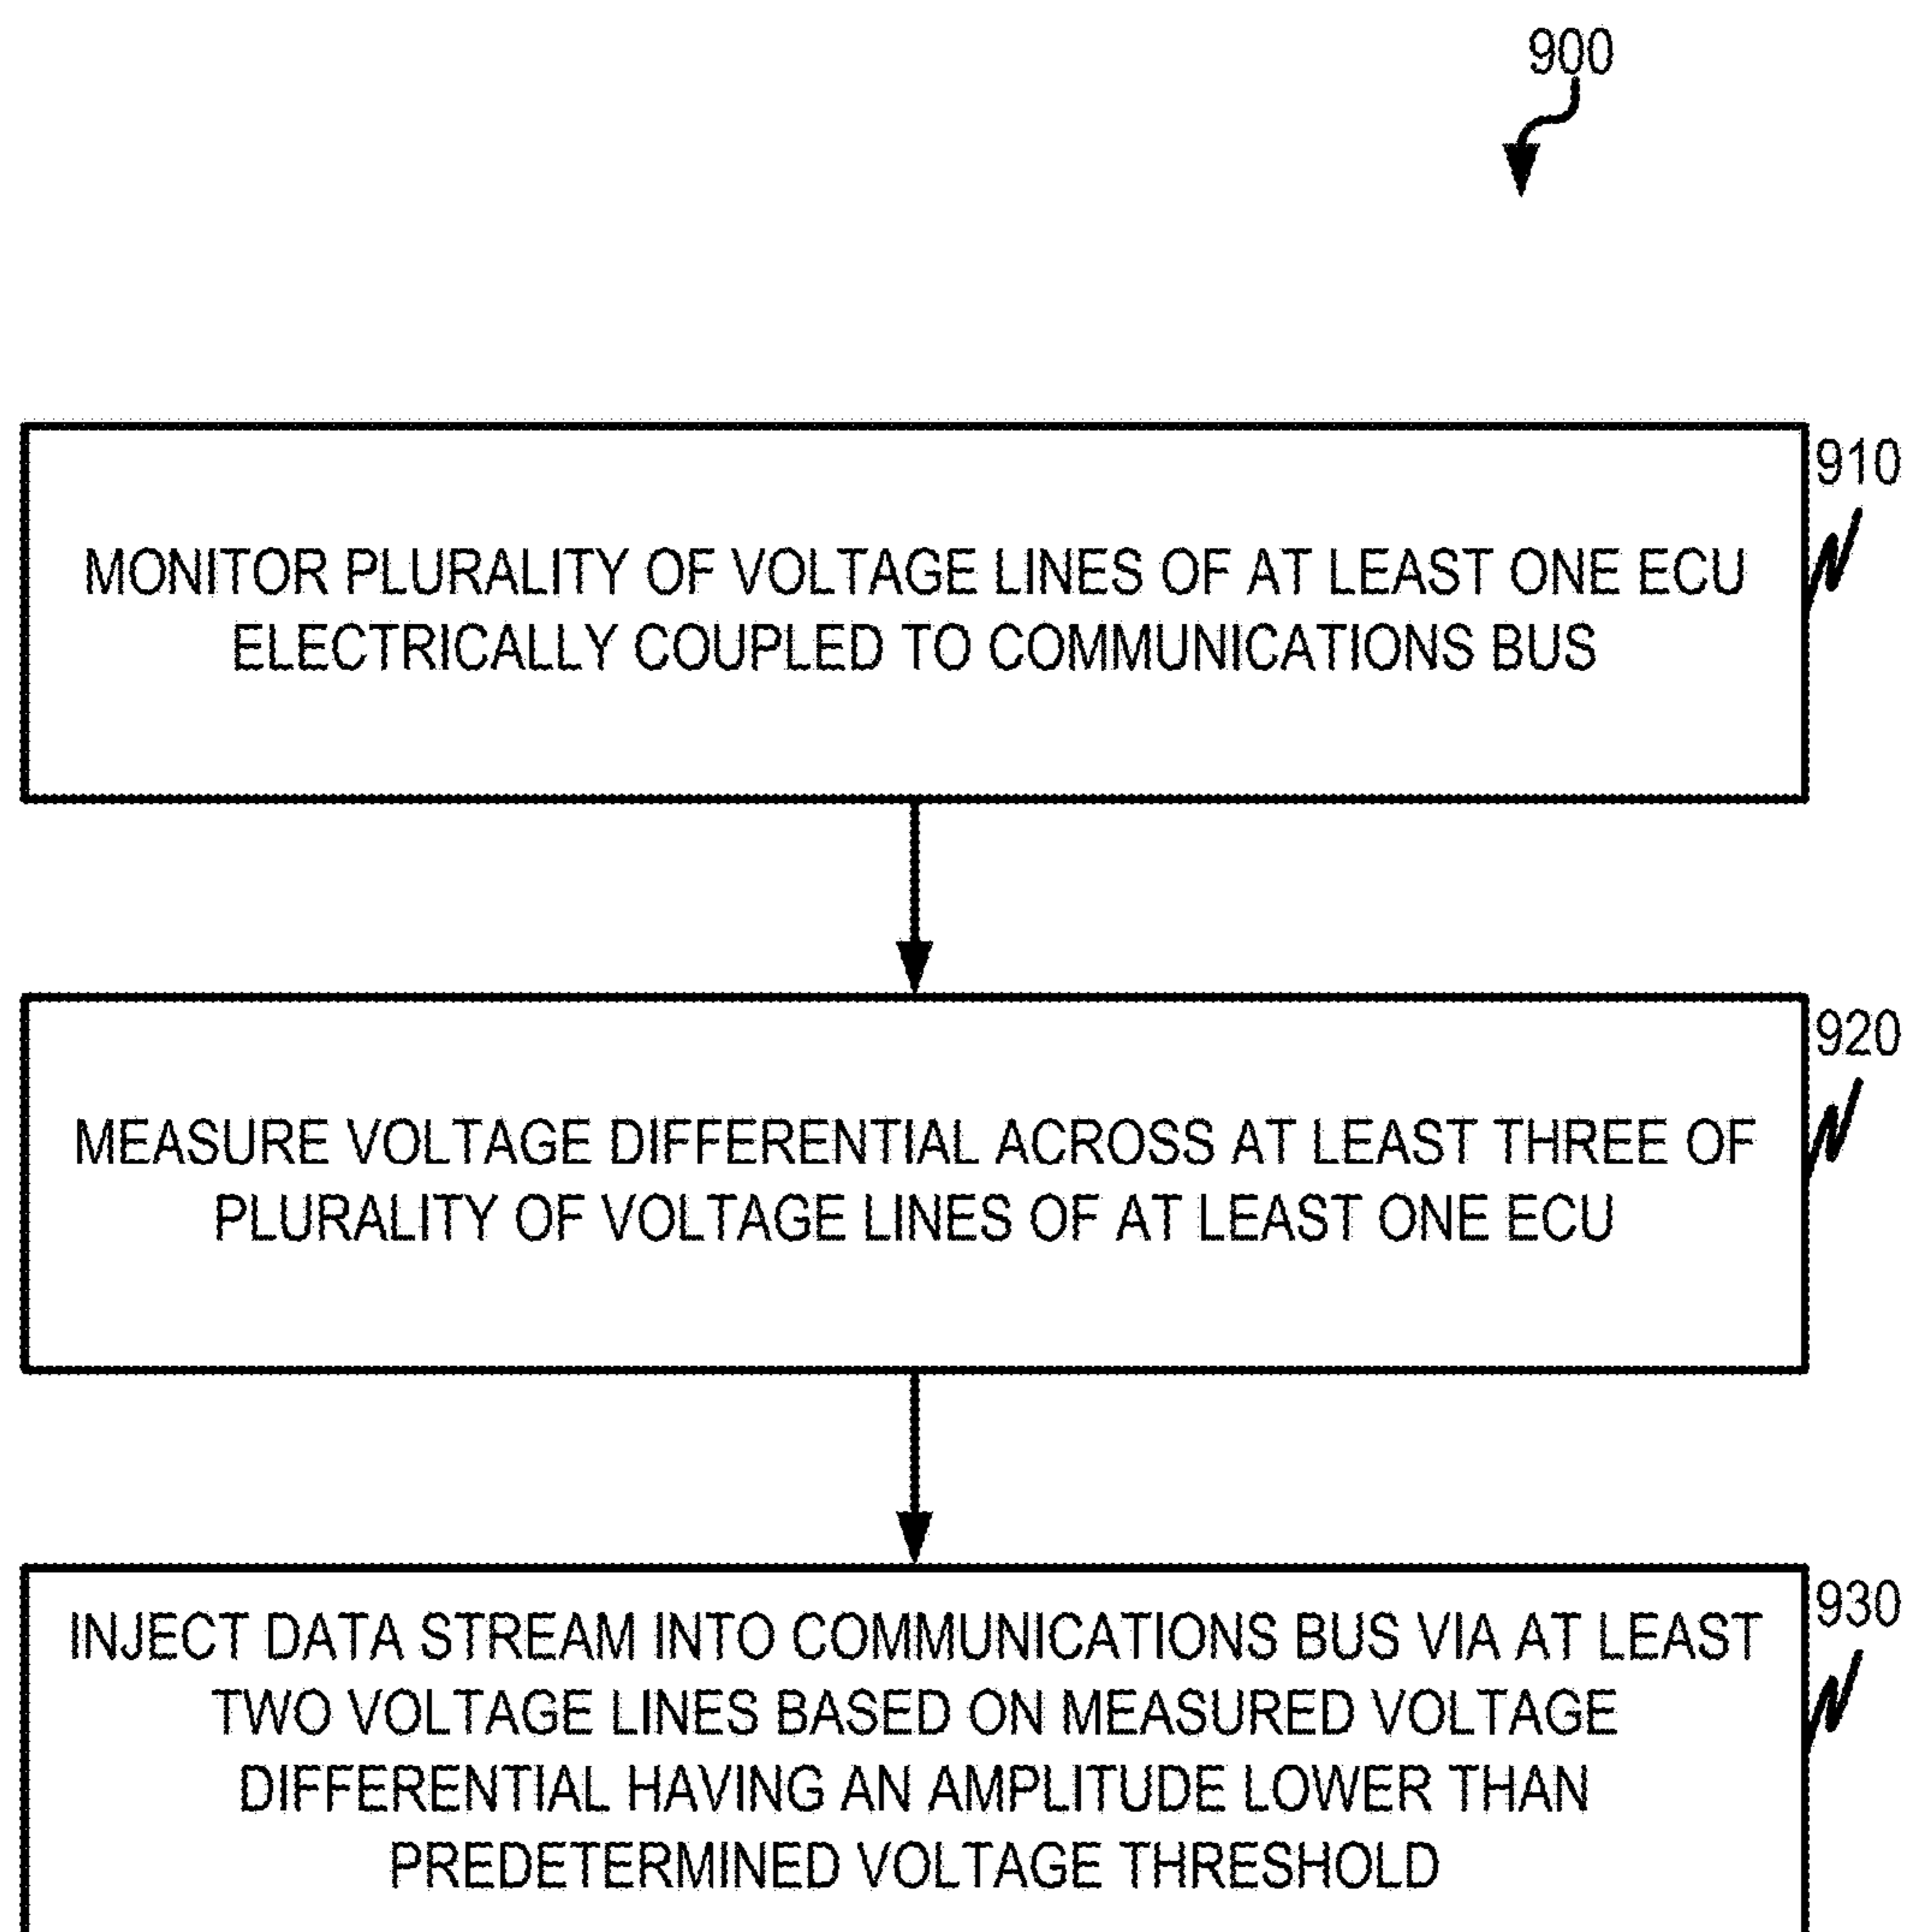 900
910
MONITOR PLURALITY OF VOLTAGE LINES OF AT LEAST ONE ECU
ELECTRICALLY COUPLED TO COMMUNICATIONS BUS
920
MEASURE VOLTAGE DIFFERENTIAL ACROSS AT LEAST THREE OF
PLURALITY OF VOLTAGE LINES OF AT LEAST ONE ECU
930
INJECT DATA STREAM INTO COMMUNICATIONS BUS VIA AT LEAST
TWO VOLTAGE LINES BASED ON MEASURED VOLTAGE
DIFFERENTIAL HAVING AN AMPLITUDE LOWER THAN
PREDETERMINED VOLTAGE THRESHOLD